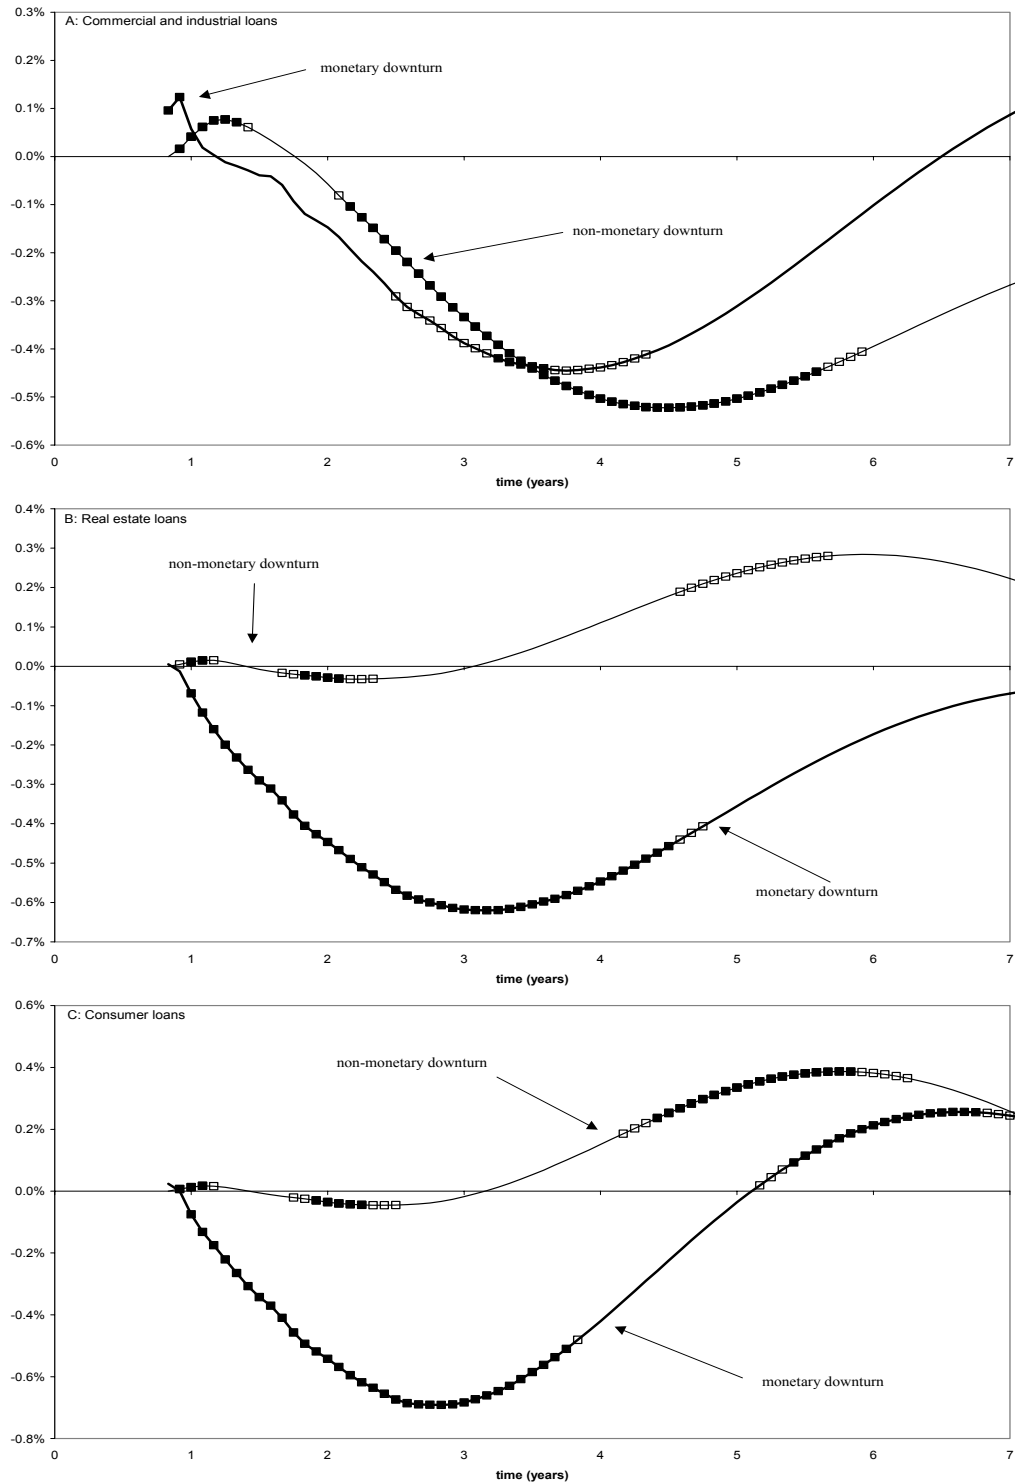 0.3%
A: Commercial and industrial loans
monetary downturn
0.2%
0.1%
0.0%
-0.1%
non-monetary downturn
-0.2%
-0.3%
-0.4%
-0.5%
-0.6%
0 1 2 3 4 5 6 7
time (years)
0.4%
B: Real estate loans
non-monetary downturn
0.3%
0.2%
0.1%
0.0%
-0.1%
-0.2%
-0.3%
-0.4%
-0.5%
monetary downturn
-0.6%
-0.7%
0 1 2 3 4 5 6 7
time (years)
0.6%
C: Consumer loans
non-monetary downturn
0.4%
0.2%
0.0%
-0.2%
-0.4%
-0.6%
monetary downturn
-0.8%
0 1 2 3 4 5 6 7
time (years)